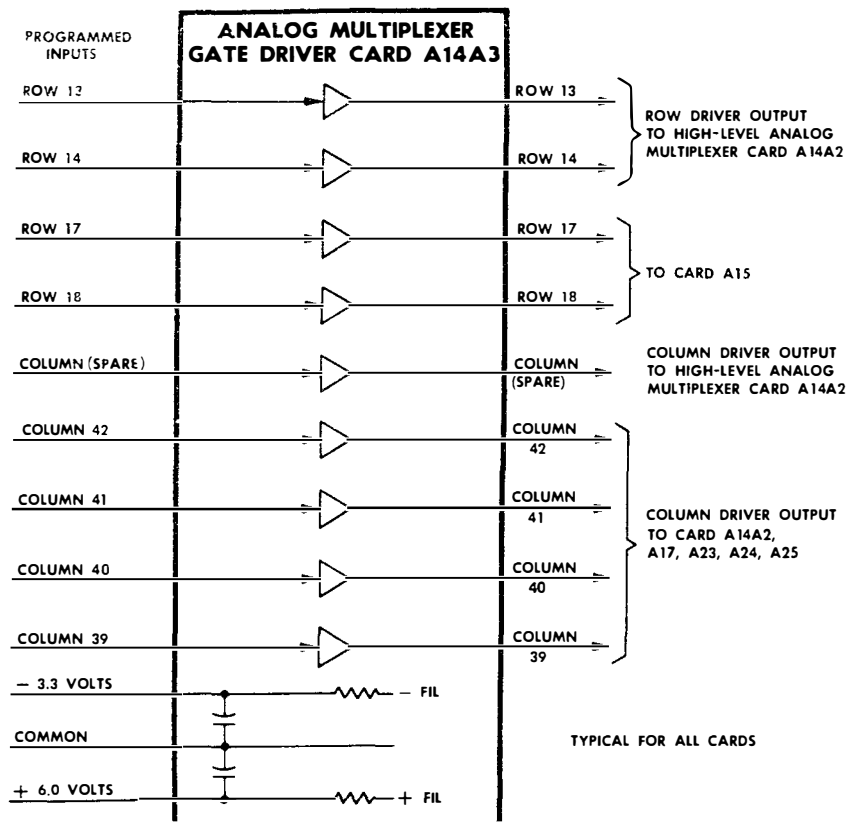 PROGRAMMED
INPUTS
ANALOG MULTIPLEXER
GATE DRIVER CARD A14A3
ROW 13
ROW 13
ROW DRIVER OUTPUT
TO HIGH-LEVEL ANALOG
MULTIPLEXER CARD A14A2
ROW 14
ROW 14
ROW 17
ROW 17
TO CARD A15
ROW 18
ROW 18
COLUMN (SPARE)
COLUMN
(SPARE)
COLUMN DRIVER OUTPUT
TO HIGH-LEVEL ANALOG
MULTIPLEXER CARD A14A2
COLUMN 42
COLUMN
42
COLUMN 41
COLUMN
41
COLUMN DRIVER OUTPUT
TO CARD A14A2,
A17, A23, A24, A25
COLUMN 40
COLUMN
40
COLUMN 39
COLUMN
39
— 3.3 VOLTS
— FIL
COMMON
TYPICAL FOR ALL CARDS
+ 6.0 VOLTS
+ FIL